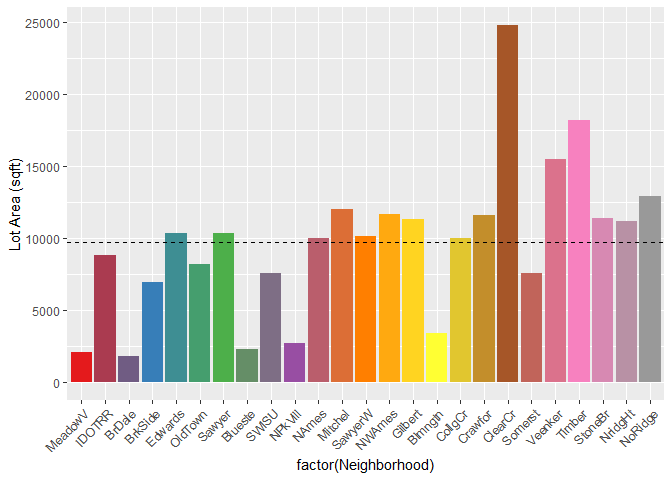 25000
20000
15000
10000
5000
0
Lot Area (sqft)
MeadowV
IDOTRR
BrDale
BrkSide
Edwards
OldTown
Sawyer
Blueste
SWISU
NPkVill
NAmes
Mitchel
SawyerW
NWAmes
Gilbert
Blmngtn
CollgCr
Crawfor
ClearCr
Somerst
Veenker
Timber
StoneBr
NridgHt
NoRidge
factor(Neighborhood)